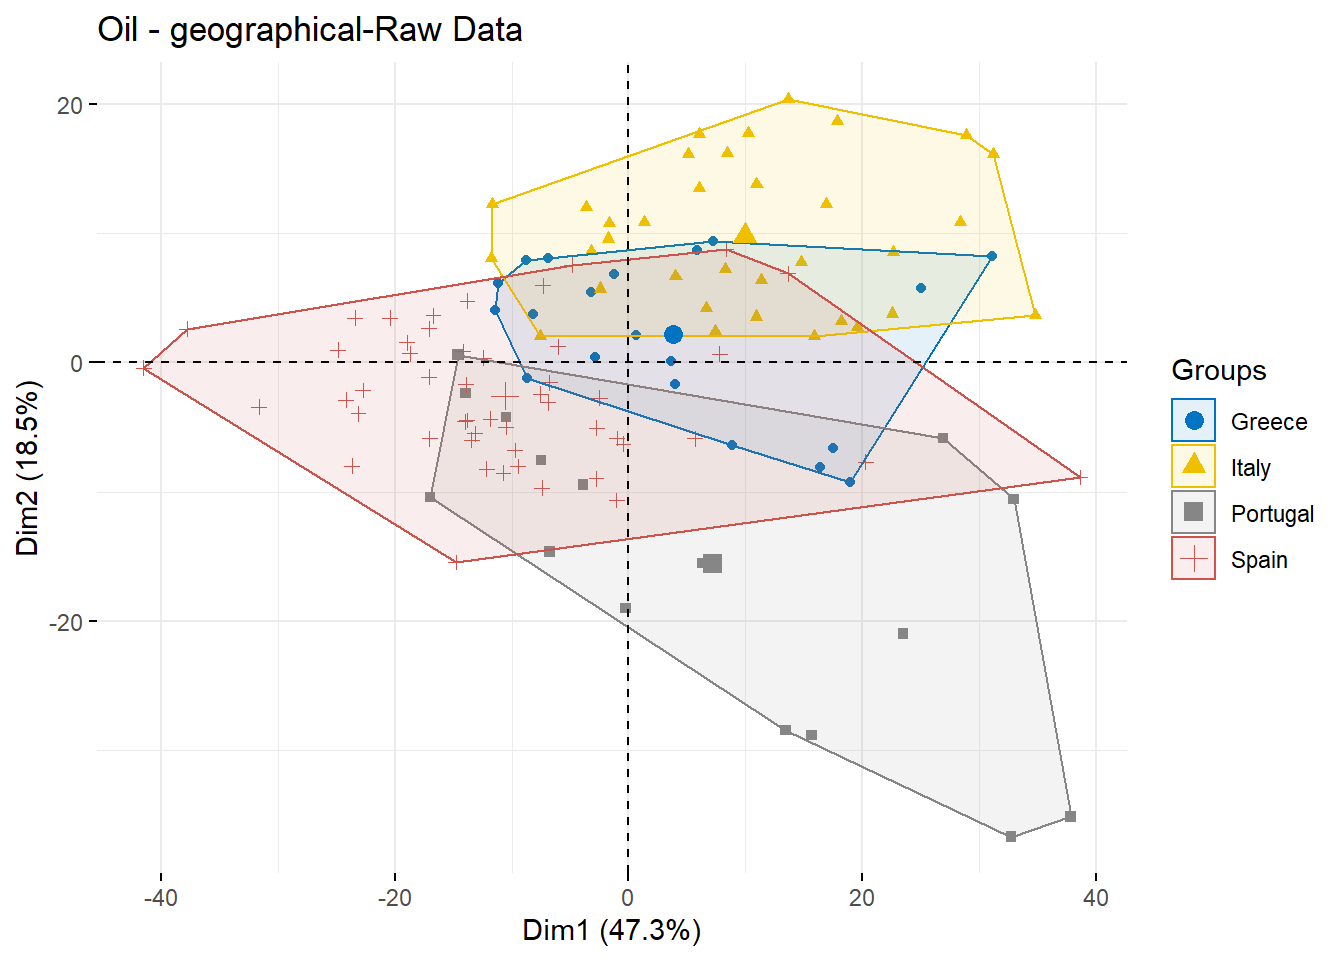 Oil - geographical-Raw Data
20
0
-20
-40
-20
0
20
40
Dim1 (47.3%)
Dim2 (18.5%)
Groups
Greece
Italy
Portugal
Spain